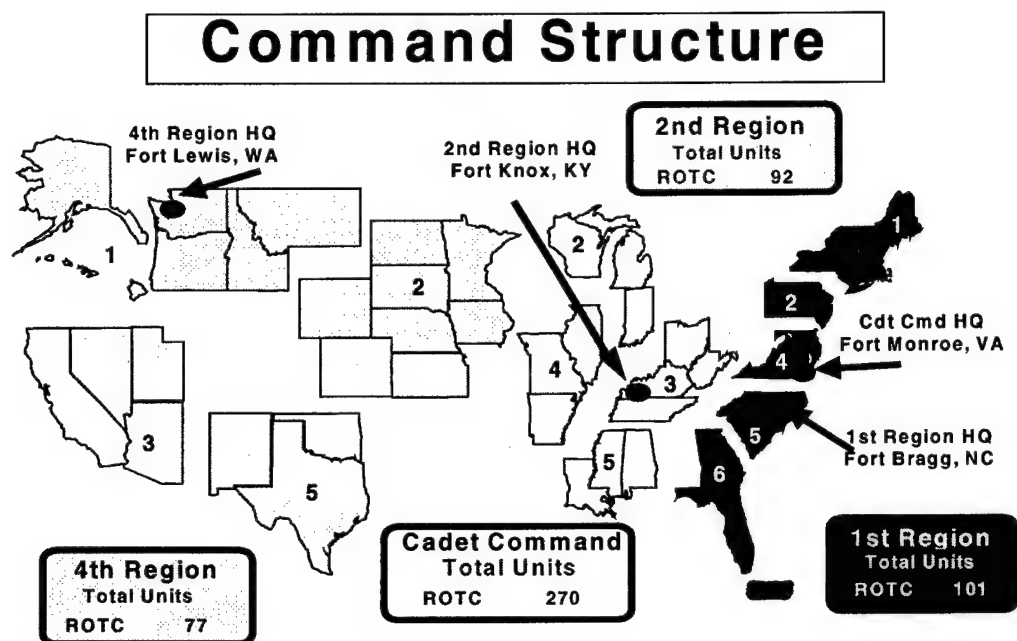 Command Structure
4th Region HQ
Fort Lewis, WA
2nd Region HQ
Fort Knox, KY
2nd Region
Total Units
ROTC 92
1
1
2
2
2
Cdt Cmd HQ
Fort Monroe, VA
4
4
3
3
5
5
5
6
1st Region HQ
Fort Bragg, NC
4th Region
Total Units
ROTC 77
Cadet Command
Total Units
ROTC 270
1st Region
Total Units
ROTC 101